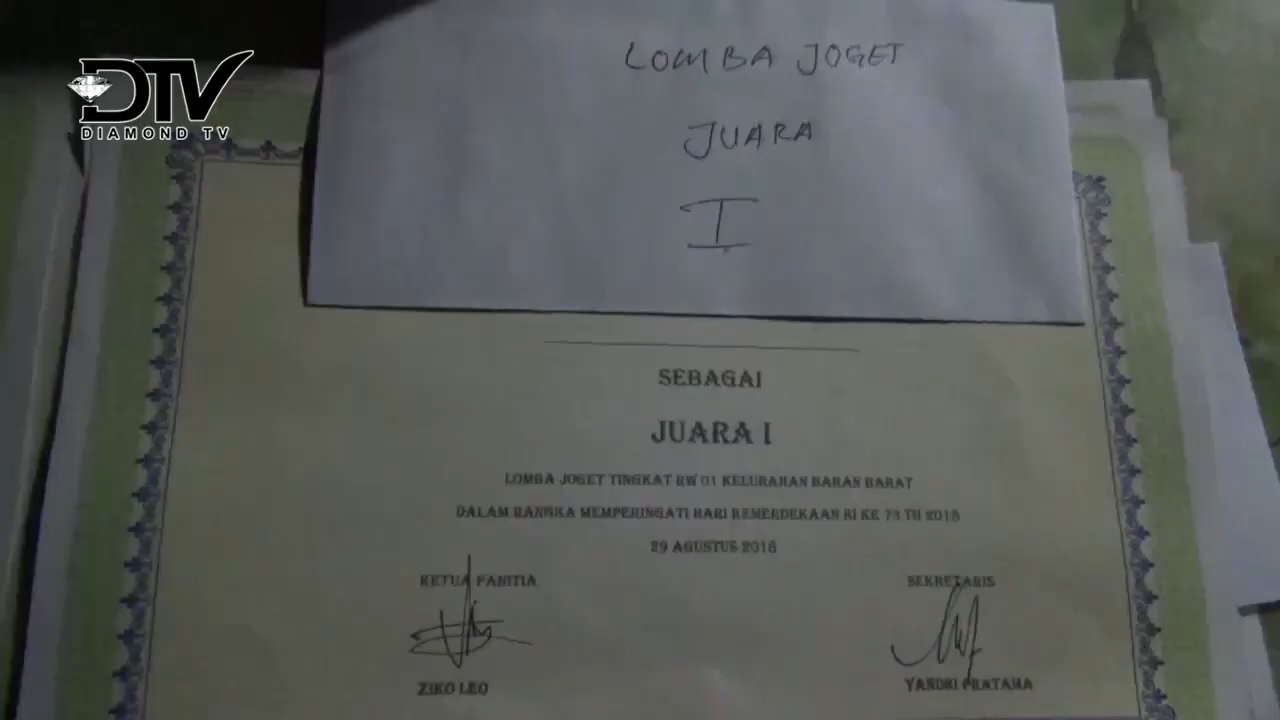 DTV
DIAMOND TV
LOMBA JOGET
JUARA
I
SEBAGAI
JUARA I
LOMBA JOGET TINGKAT RW 01 KELURAHAN BARAN BARAT
DALAM RANGKA MEMPERINGATI HARI KEMERDEKAAN RI KE 73 TH 2018
29 AGUSTUS 2018
KETUA PANITIA
SEKRETARIS
ZIKO LEO
YANDRI PRATAMA